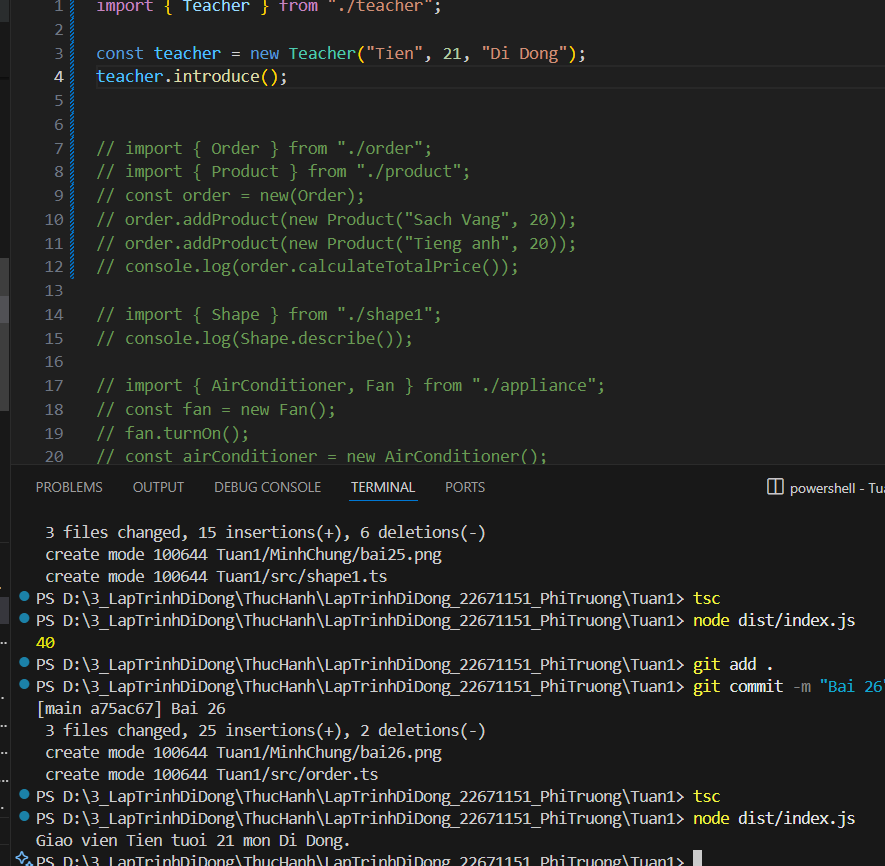 1 import { Teacher } from "./teacher";
2
3 const teacher = new Teacher("Tien", 21, "Di Dong");
4 teacher.introduce();
5
6
7 // import { Order } from "./order";
8 // import { Product } from "./product";
9 // const order = new(Order);
10 // order.addProduct(new Product("Sach Vang", 20));
11 // order.addProduct(new Product("Tieng anh", 20));
12 // console.log(order.calculateTotalPrice());
13
14 // import { Shape } from "./shape1";
15 // console.log(Shape.describe());
16
17 // import { AirConditioner, Fan } from "./appliance";
18 // const fan = new Fan();
19 // fan.turnOn();
20 // const airConditioner = new AirConditioner();
PROBLEMS OUTPUT DEBUG CONSOLE TERMINAL PORTS powershell - Tua
3 files changed, 15 insertions(+), 6 deletions(-)
create mode 100644 Tuan1/MinhChung/bai25.png
create mode 100644 Tuan1/src/shape1.ts
PS D:\3_LapTrinhDiDong\ThucHanh\LapTrinhDiDong_22671151_PhiTruong\Tuan1> tsc
PS D:\3_LapTrinhDiDong\ThucHanh\LapTrinhDiDong_22671151_PhiTruong\Tuan1> node dist/index.js
40
PS D:\3_LapTrinhDiDong\ThucHanh\LapTrinhDiDong_22671151_PhiTruong\Tuan1> git add .
PS D:\3_LapTrinhDiDong\ThucHanh\LapTrinhDiDong_22671151_PhiTruong\Tuan1> git commit -m "Bai 26"
[main a75ac67] Bai 26
3 files changed, 25 insertions(+), 2 deletions(-)
create mode 100644 Tuan1/MinhChung/bai26.png
create mode 100644 Tuan1/src/order.ts
PS D:\3_LapTrinhDiDong\ThucHanh\LapTrinhDiDong_22671151_PhiTruong\Tuan1> tsc
PS D:\3_LapTrinhDiDong\ThucHanh\LapTrinhDiDong_22671151_PhiTruong\Tuan1> node dist/index.js
Giao vien Tien tuoi 21 mon Di Dong.
PS D:\3_LapTrinhDiDong\ThucHanh\LapTrinhDiDong_22671151_PhiTruong\Tuan1>